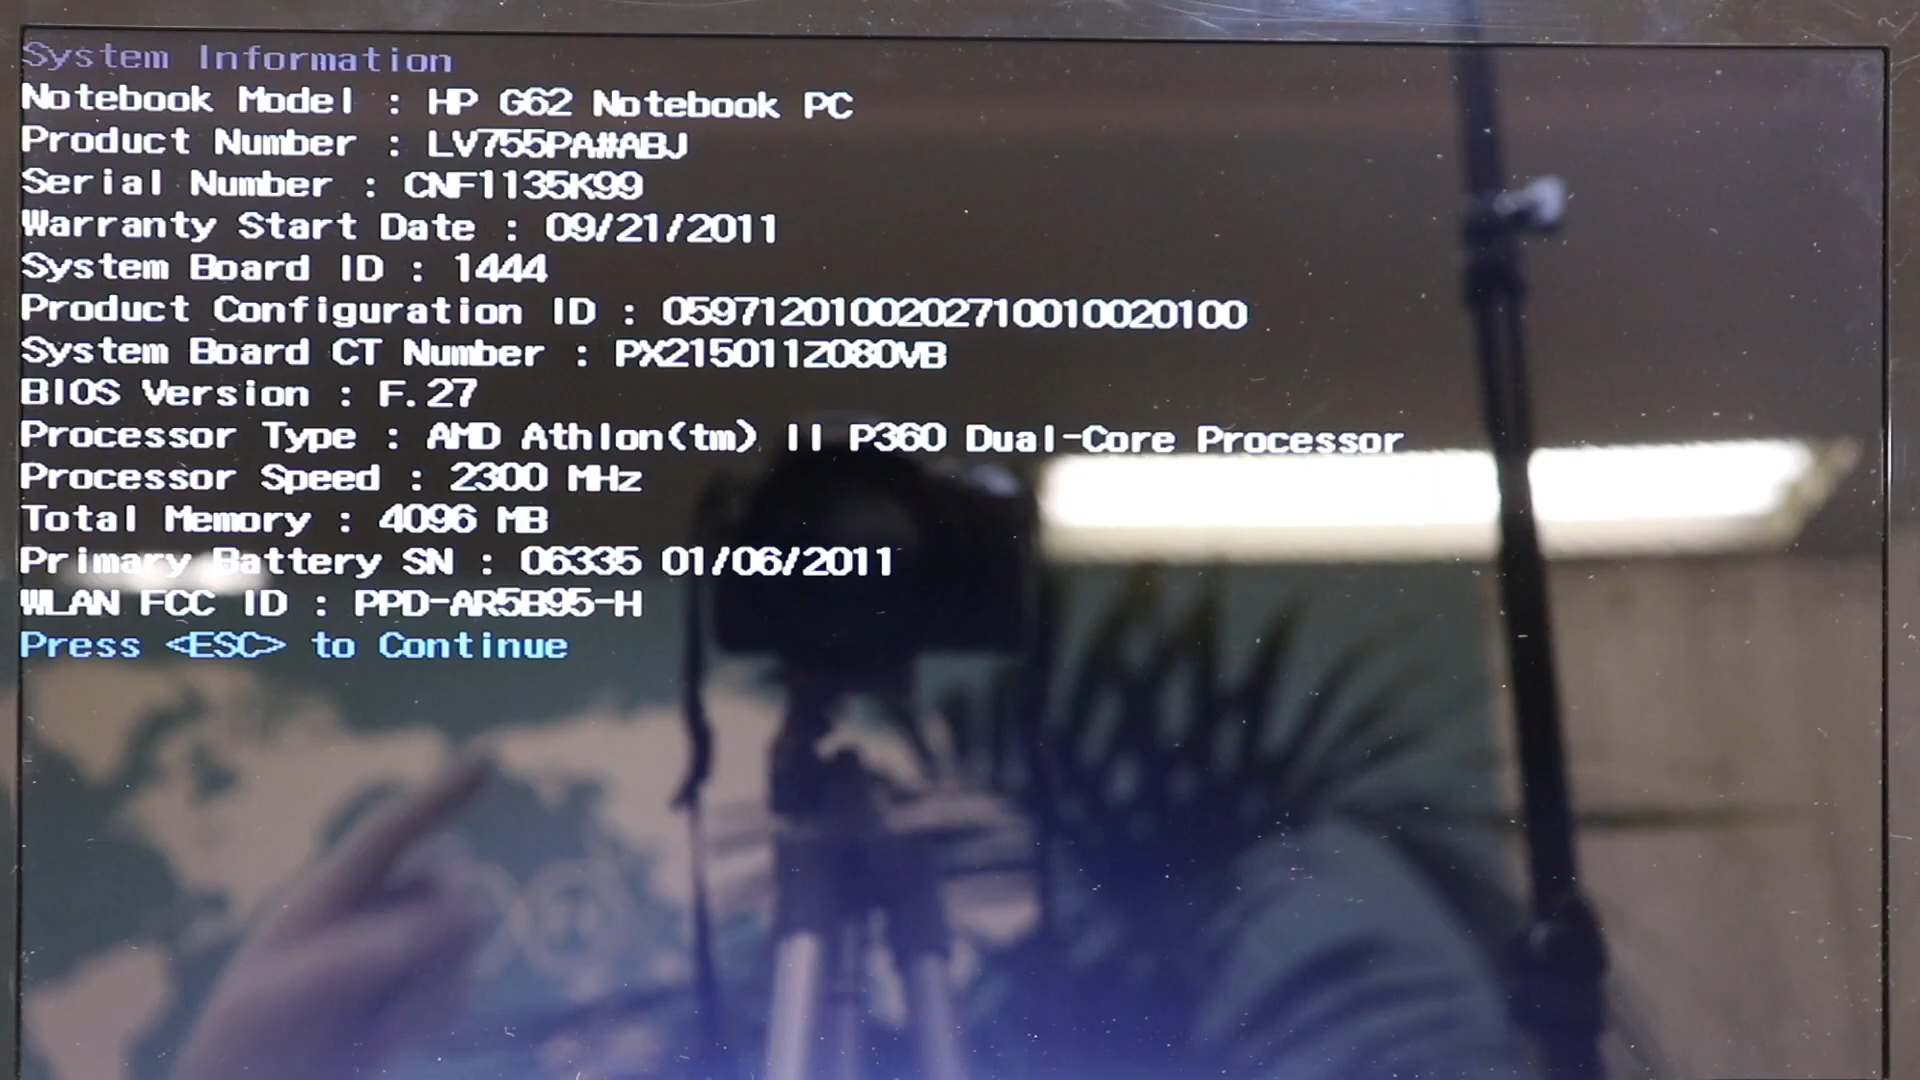 System Information
Notebook Model : HP G62 Notebook PC
Product Number : LV755PA#ABJ
Serial Number : CNF1135K99
Warranty Start Date : 09/21/2011
System Board ID : 1444
Product Configuration ID : 0597120100202710010020100
System Board CT Number : PX215011Z080VB
BIOS Version : F.27
Processor Type : AMD Athlon(tm) II P360 Dual-Core Processor
Processor Speed : 2300 MHz
Total Memory : 4096 MB
Primary Battery SN : 06335 01/06/2011
WLAN FCC ID : PPD-AR5B95-H
Press <ESC> to Continue